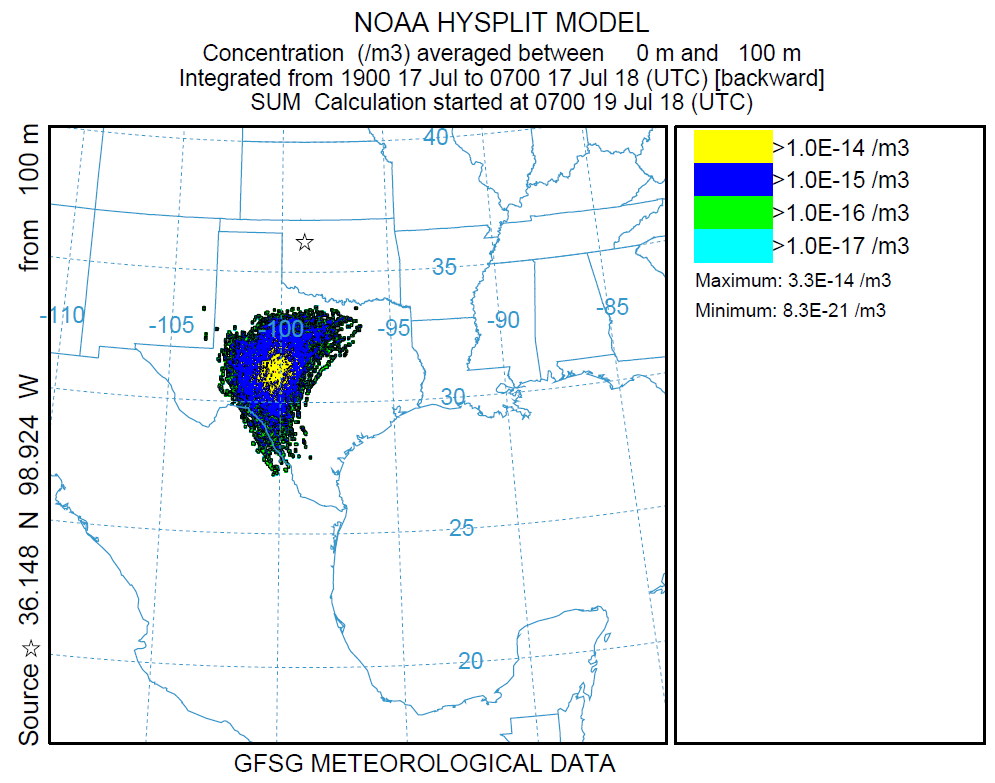 NOAA HYSPLIT MODEL
Concentration (/m3) averaged between 0 m and 100 m
Integrated from 1900 17 Jul to 0700 17 Jul 18 (UTC) [backward]
SUM Calculation started at 0700 19 Jul 18 (UTC)
Source ☆ 36.148 N 98.924 W from 100 m
40
35
-110
-105
-100
-95
-90
-85
30
25
20
>1.0E-14 /m3
>1.0E-15 /m3
>1.0E-16 /m3
>1.0E-17 /m3
Maximum: 3.3E-14 /m3
Minimum: 8.3E-21 /m3
GFSG METEOROLOGICAL DATA